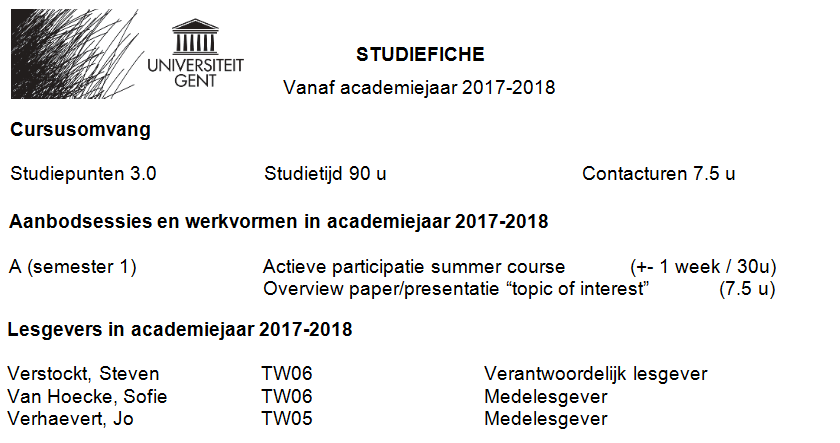 UNIVERSITEIT
GENT
STUDIEFICHE
Vanaf academiejaar 2017-2018
Cursusomvang
Studiepunten 3.0 Studietijd 90 u Contacturen 7.5 u
Aanbodsessies en werkvormen in academiejaar 2017-2018
A (semester 1) Actieve participatie summer course (+- 1 week / 30u)
Overview paper/presentatie “topic of interest” (7.5 u)
Lesgevers in academiejaar 2017-2018
Verstockt, Steven TW06 Verantwoordelijk lesgever
Van Hoecke, Sofie TW06 Medelesgever
Verhaevert, Jo TW05 Medelesgever